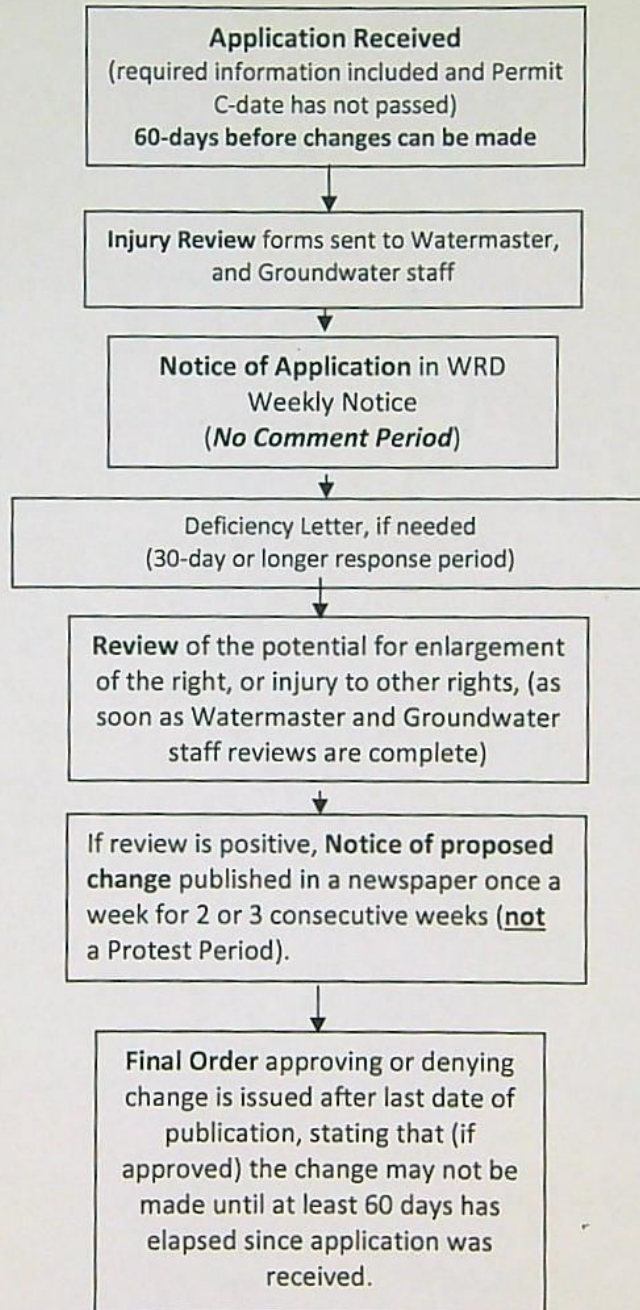 Application Received
(required information included and Permit
C-date has not passed)
60-days before changes can be made
Injury Review forms sent to Watermaster,
and Groundwater staff
Notice of Application in WRD
Weekly Notice
(No Comment Period)
Deficiency Letter, if needed
(30-day or longer response period)
Review of the potential for enlargement
of the right, or injury to other rights, (as
soon as Watermaster and Groundwater
staff reviews are complete)
If review is positive, Notice of proposed
change published in a newspaper once a
week for 2 or 3 consecutive weeks (not
a Protest Period).
Final Order approving or denying
change is issued after last date of
publication, stating that (if
approved) the change may not be
made until at least 60 days has
elapsed since application was
received.